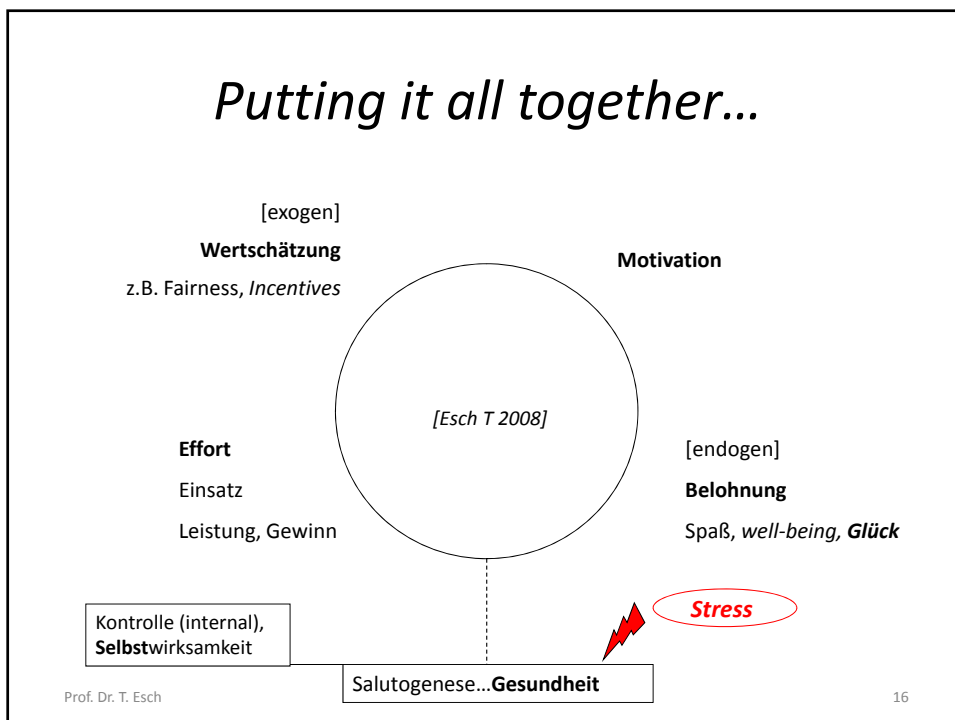 Putting it all together…
[exogen]
Wertschätzung
z.B. Fairness, Incentives
Motivation
[Esch T 2008]
Effort
Einsatz
Leistung, Gewinn
[endogen]
Belohnung
Spaß, well-being, Glück
Stress
Kontrolle (internal),
Selbstwirksamkeit
Salutogenese…Gesundheit
Prof. Dr. T. Esch
16